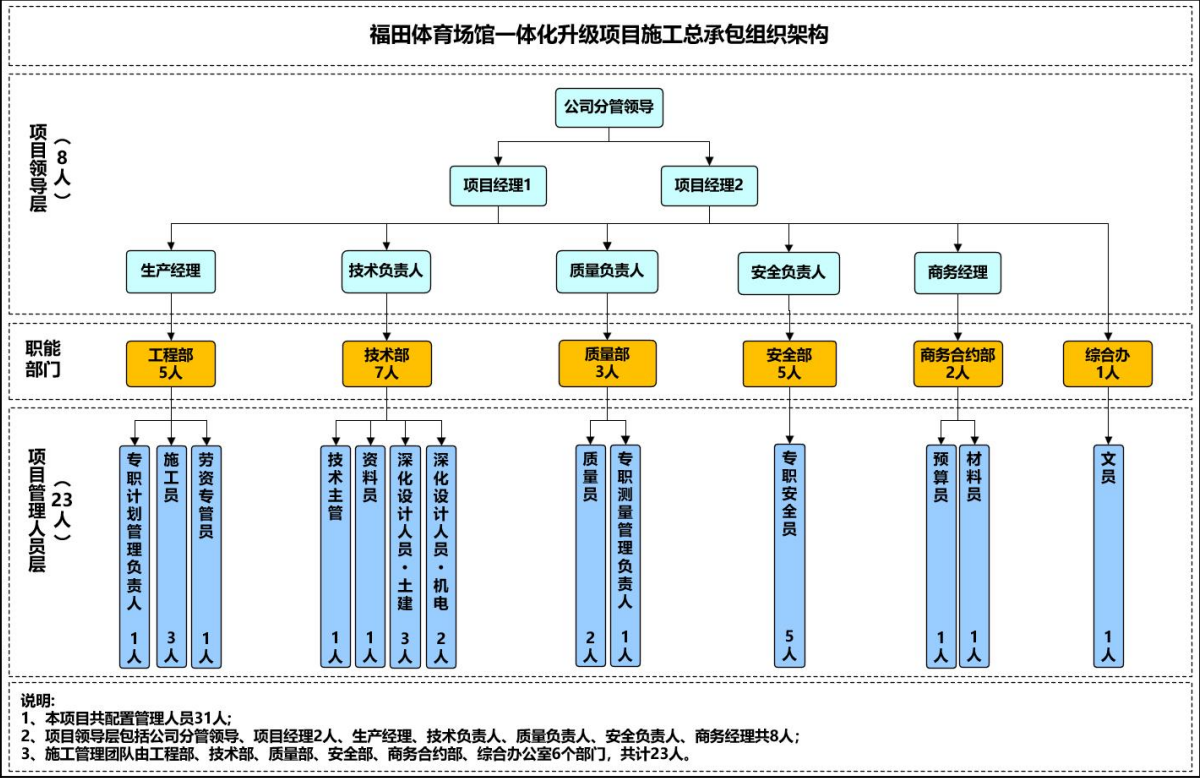 福田体育场馆一体化升级项目施工总承包组织架构
项目领导层
（8人）
公司分管领导
项目经理1
项目经理2
生产经理
技术负责人
质量负责人
安全负责人
商务经理
职能
部门
工程部
5人
技术部
7人
质量部
3人
安全部
5人
商务合约部
2人
综合办
1人
项目管理人员层
（23人）
专职计划管理负责人 1人
施工员 3人
劳资专管员 1人
技术主管 1人
资料员 1人
深化设计人员·土建 3人
深化设计人员·机电 2人
质量员 2人
专职测量管理负责人 1人
专职安全员 5人
预算员 1人
材料员 1人
文员 1人
说明:
1、本项目共配置管理人员31人;
2、项目领导层包括公司分管领导、项目经理2人、生产经理、技术负责人、质量负责人、安全负责人、商务经理共8人；
3、施工管理团队由工程部、技术部、质量部、安全部、商务合约部、综合办公室6个部门，共计23人。